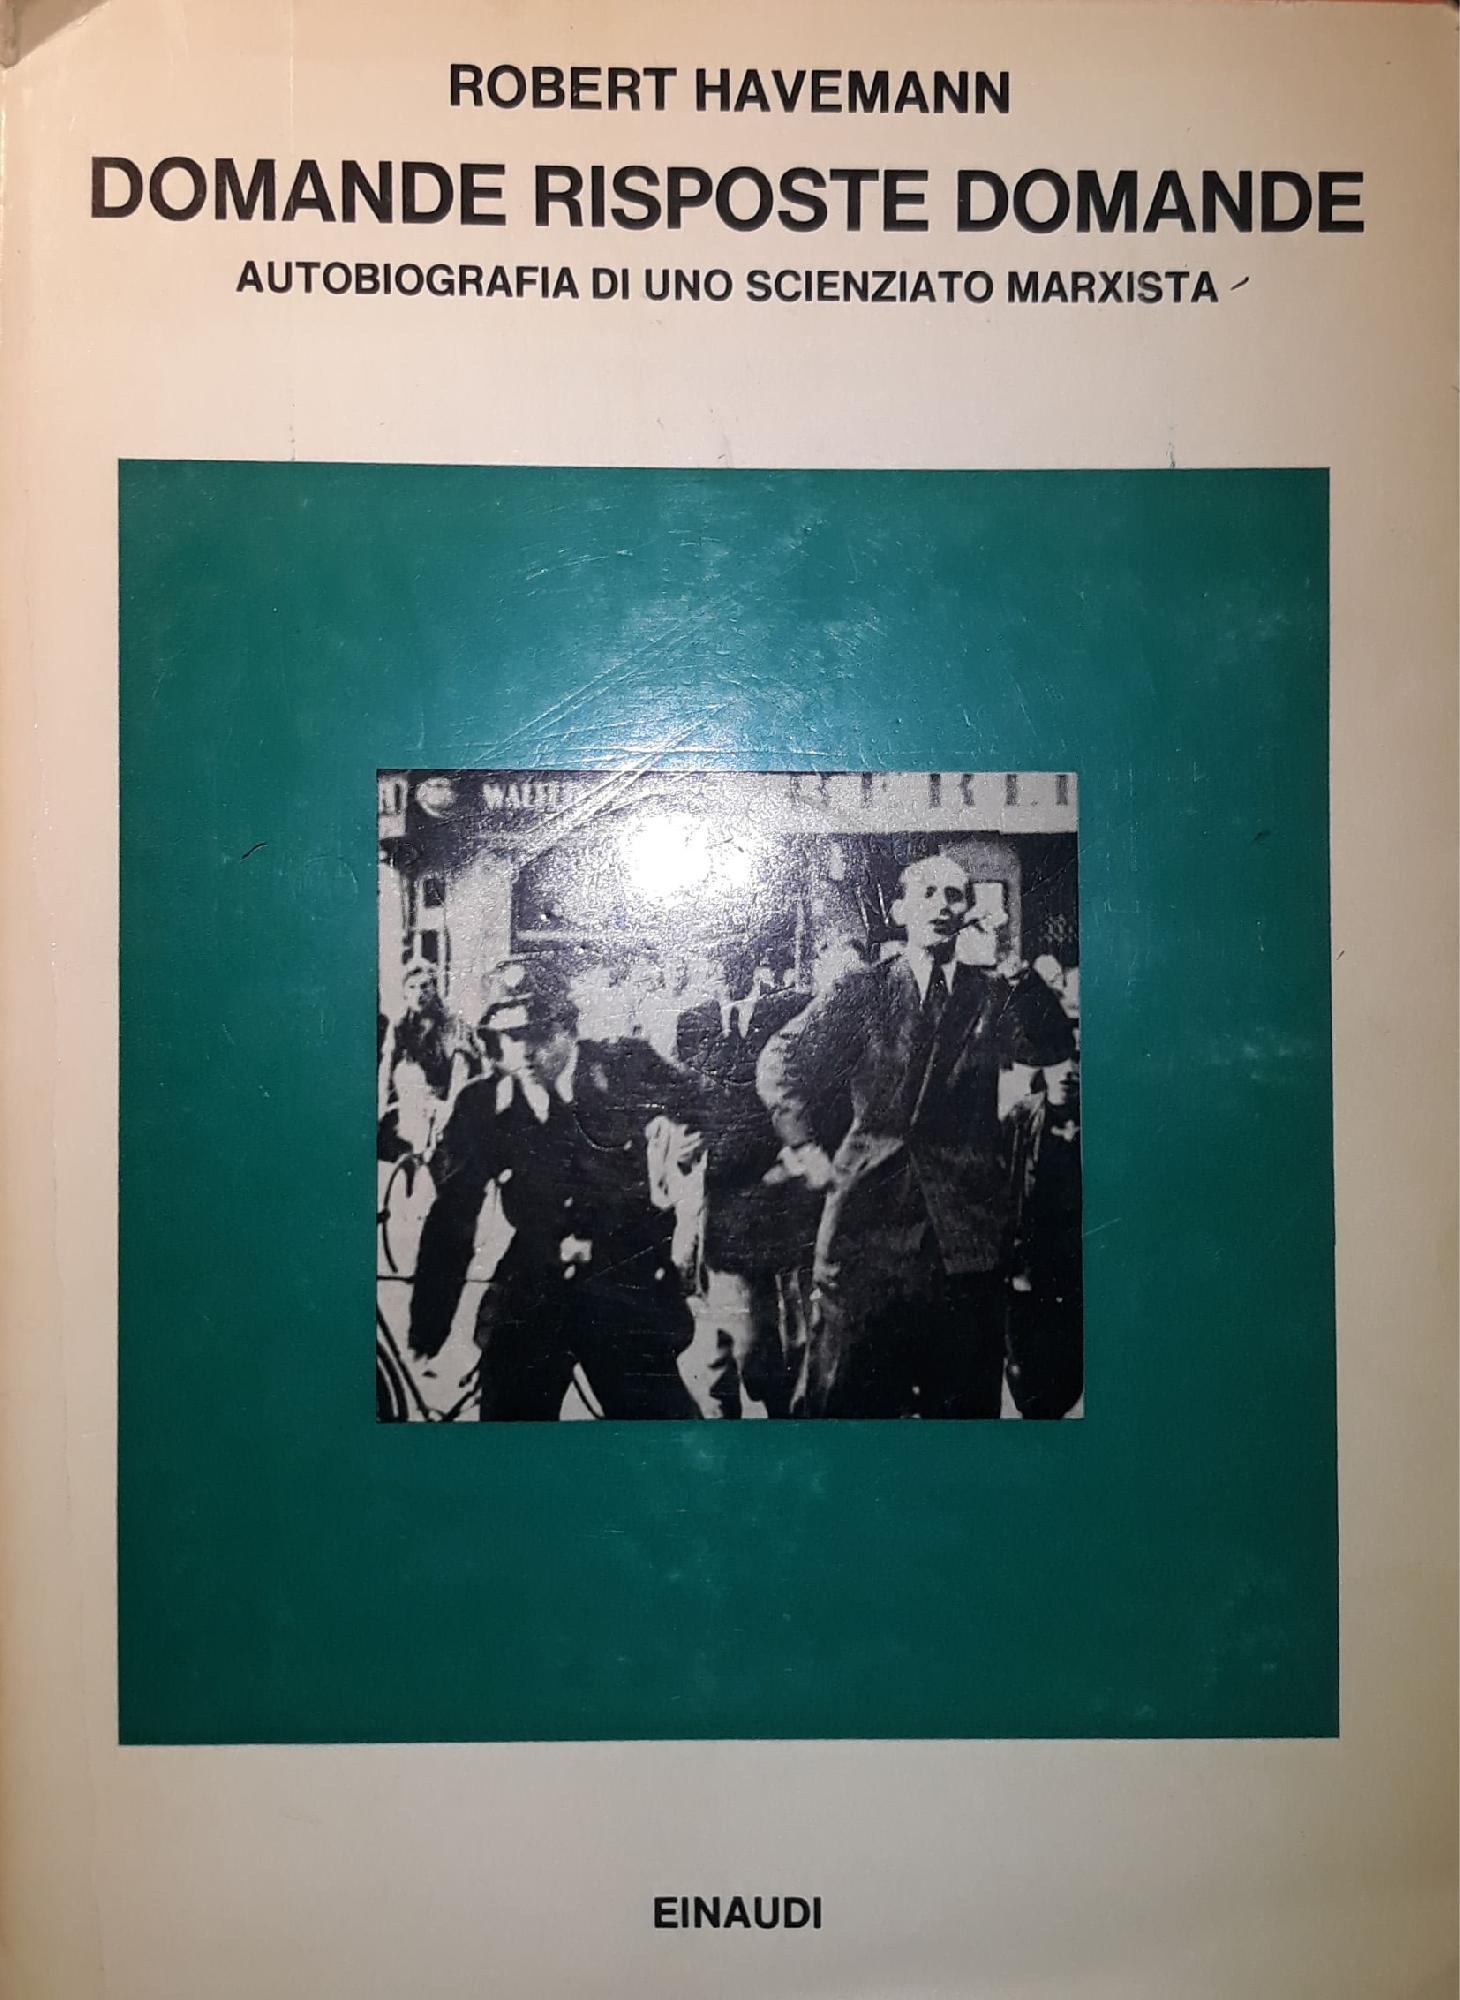 ROBERT HAVEMANN
DOMANDE RISPOSTE DOMANDE
AUTOBIOGRAFIA DI UNO SCIENZIATO MARXISTA
EINAUDI